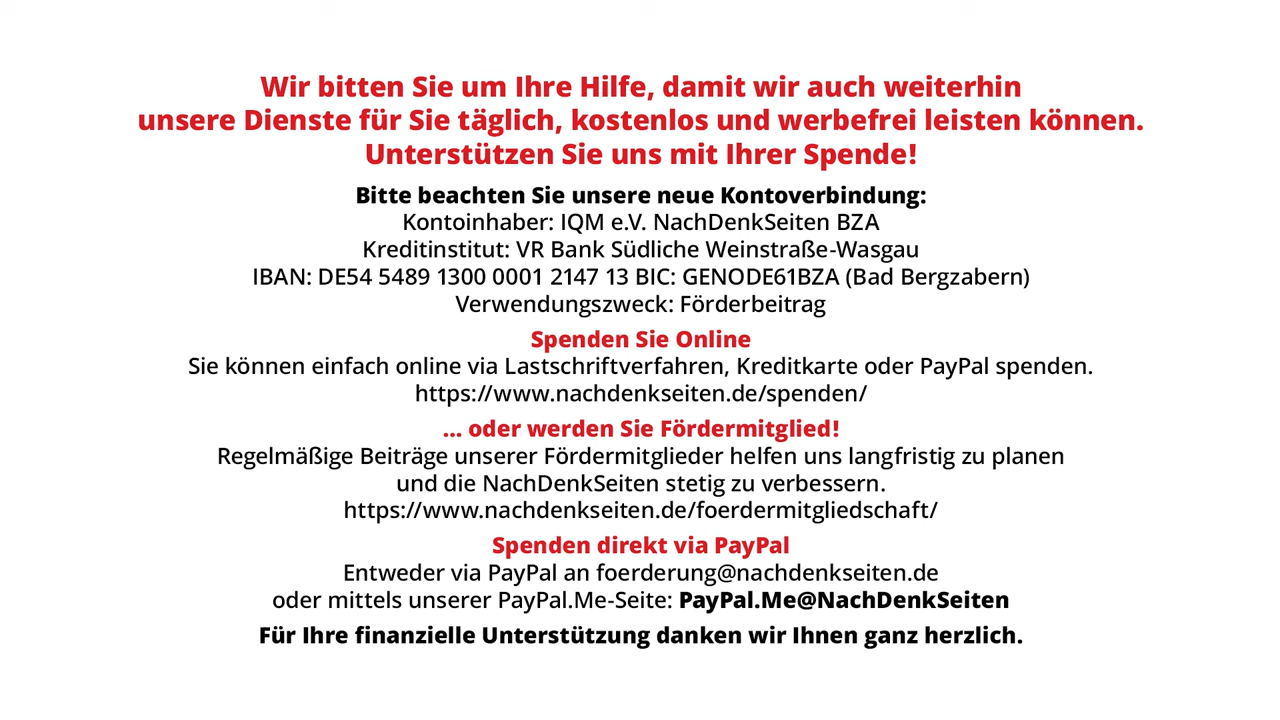 Wir bitten Sie um Ihre Hilfe, damit wir auch weiterhin
unsere Dienste für Sie täglich, kostenlos und werbefrei leisten können.
Unterstützen Sie uns mit Ihrer Spende!
Bitte beachten Sie unsere neue Kontoverbindung:
Kontoinhaber: IQM e.V. NachDenkSeiten BZA
Kreditinstitut: VR Bank Südliche Weinstraße-Wasgau
IBAN: DE54 5489 1300 0001 2147 13 BIC: GENODE61BZA (Bad Bergzabern)
Verwendungszweck: Förderbeitrag
Spenden Sie Online
Sie können einfach online via Lastschriftverfahren, Kreditkarte oder PayPal spenden.
https://www.nachdenkseiten.de/spenden/
... oder werden Sie Fördermitglied!
Regelmäßige Beiträge unserer Fördermitglieder helfen uns langfristig zu planen
und die NachDenkSeiten stetig zu verbessern.
https://www.nachdenkseiten.de/foerdermitgliedschaft/
Spenden direkt via PayPal
Entweder via PayPal an foerderung@nachdenkseiten.de
oder mittels unserer PayPal.Me-Seite: PayPal.Me@NachDenkSeiten
Für Ihre finanzielle Unterstützung danken wir Ihnen ganz herzlich.